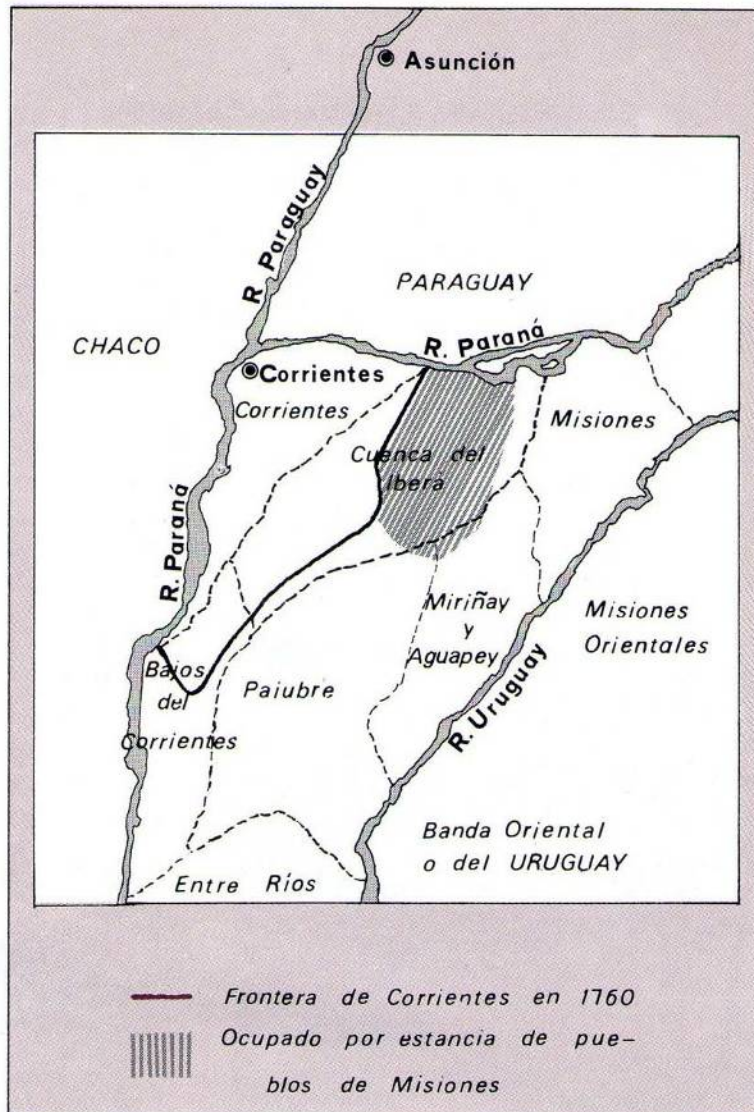 Asunción
R. Paraguay
PARAGUAY
CHACO
R. Paraná
Corrientes
Corrientes
Misiones
Cuenca del
Iberá
R. Paraná
Miriñay
y
Aguapey
Misiones
Orientales
Bajos
del
Corrientes
Paiubre
R. Uruguay
Banda Oriental
o del URUGUAY
Entre Ríos
Frontera de Corrientes en 1760
Ocupado por estancia de pue-
blos de Misiones